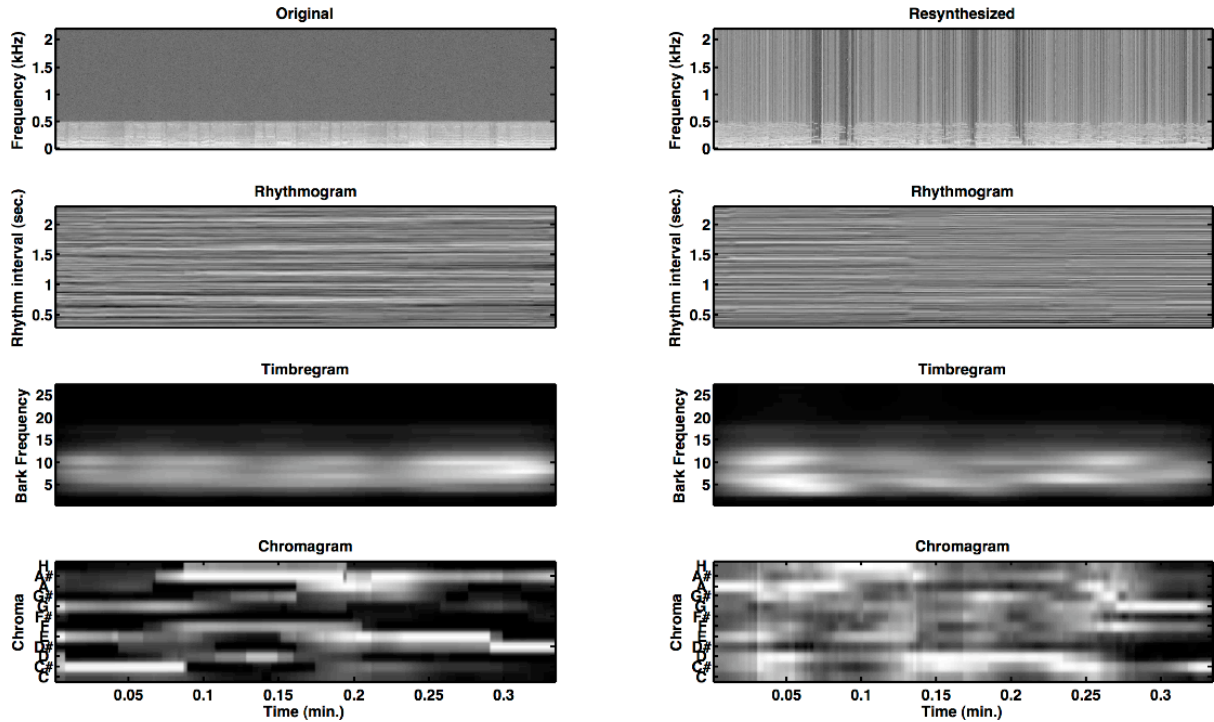 Original
Frequency (kHz)
2
1.5
1
0.5
0
Resynthesized
Frequency (kHz)
2
1.5
1
0.5
0
Rhythmogram
Rhythm interval (sec.)
2
1.5
1
0.5
Rhythmogram
Rhythm interval (sec.)
2
1.5
1
0.5
Timbregram
Bark Frequency
25
20
15
10
5
Timbregram
Bark Frequency
25
20
15
10
5
Chromagram
Chroma
H
A#
A
G#
G
F#
F
E
D#
D
C#
C
0.05 0.1 0.15 0.2 0.25 0.3
Time (min.)
Chromagram
Chroma
H
A#
A
G#
G
F#
F
E
D#
D
C#
C
0.05 0.1 0.15 0.2 0.25 0.3
Time (min.)